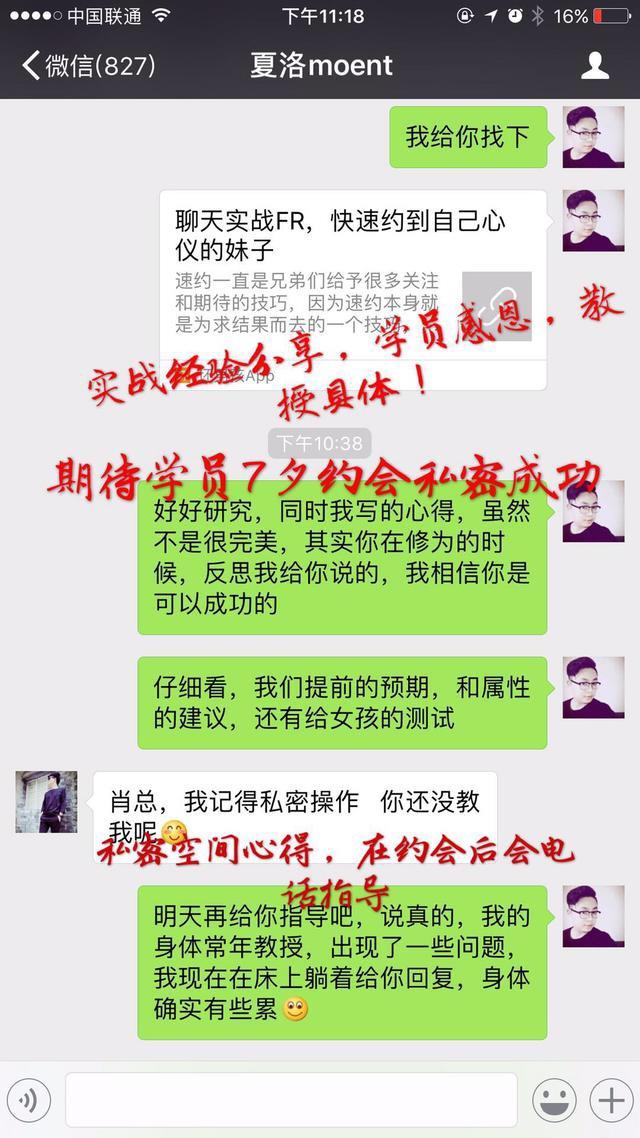 中国联通 下午11:18 16%
微信(827) 夏洛moent
我给你找下
聊天实战FR，快速约到自己心
仪的妹子
速约一直是兄弟们给予很多关注
和期待的技巧，因为速约本身就
是为求结果而去的一个技巧
App
实战经验分享，学员感恩，教
授具体！
下午10:38
期待学员7夕约会私密成功
好好研究，同时我写的心得，虽然
不是很完美，其实你在修为的时
候，反思我给你说的，我相信你是
可以成功的
仔细看，我们提前的预期，和属性
的建议，还有给女孩的测试
肖总，我记得私密操作 你还没教
我呢
私密空间心得，在约会后会电
话指导
明天再给你指导吧，说真的，我的
身体常年教授，出现了一些问题，
我现在在床上躺着给你回复，身体
确实有些累